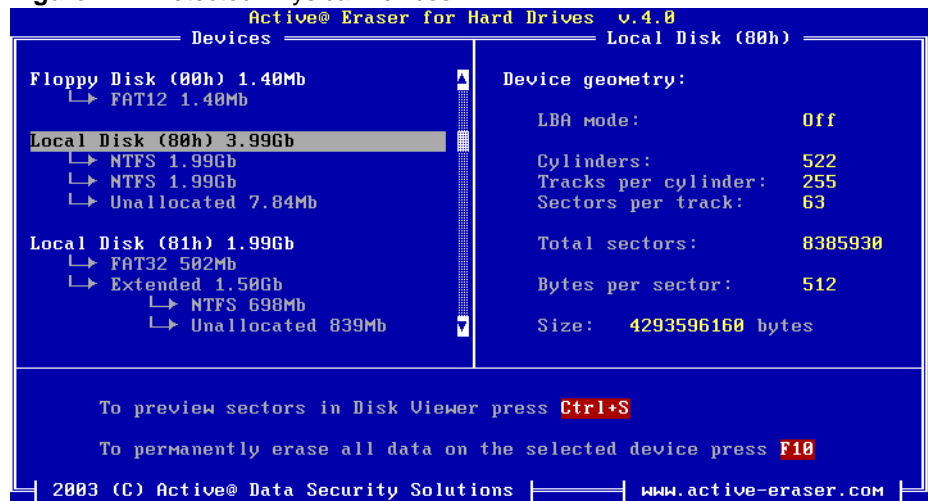 Active@ Eraser for Hard Drives v.4.0
Devices
Floppy Disk (00h) 1.40Mb
FAT12 1.40Mb
Local Disk (80h) 3.99Gb
NTFS 1.99Gb
NTFS 1.99Gb
Unallocated 7.84Mb
Local Disk (81h) 1.99Gb
FAT32 502Mb
Extended 1.50Gb
NTFS 698Mb
Unallocated 839Mb
Local Disk (80h)
Device geometry:
LBA mode: Off
Cylinders: 522
Tracks per cylinder: 255
Sectors per track: 63
Total sectors: 8385930
Bytes per sector: 512
Size: 4293596160 bytes
To preview sectors in Disk Viewer press Ctrl+S
To permanently erase all data on the selected device press F10
2003 (C) Active@ Data Security Solutions
www.active-eraser.com